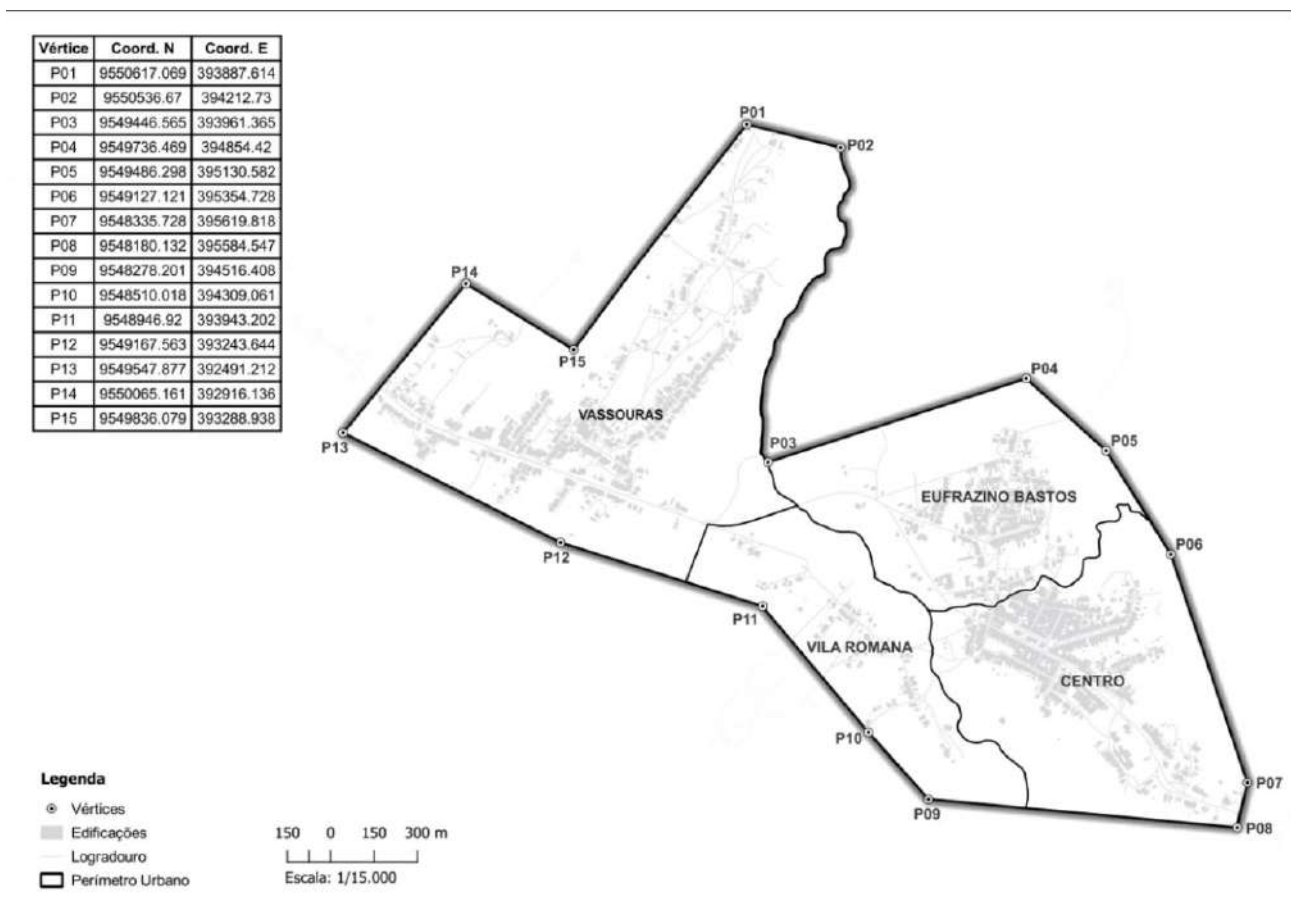 Vértice Coord. N Coord. E
P01 9550617.069 393887.614
P02 9550536.67 394212.73
P03 9549446.565 393961.365
P04 9549736.469 394854.42
P05 9549486.298 395130.582
P06 9549127.121 395354.728
P07 9548335.728 395619.818
P08 9548180.132 395584.547
P09 9548278.201 394516.408
P10 9548510.018 394309.061
P11 9548946.92 393943.202
P12 9549167.563 393243.644
P13 9549547.877 392491.212
P14 9550065.161 392916.136
P15 9549836.079 393288.938
P01
P02
P14
P15
P04
VASSOURAS
P13
P03
P05
EUFRAZINO BASTOS
P12
P06
P11
VILA ROMANA
CENTRO
P10
P07
P09
P08
Legenda
Vértices
Edificações
Logradouro
Perímetro Urbano
150 0 150 300 m
Escala: 1/15.000